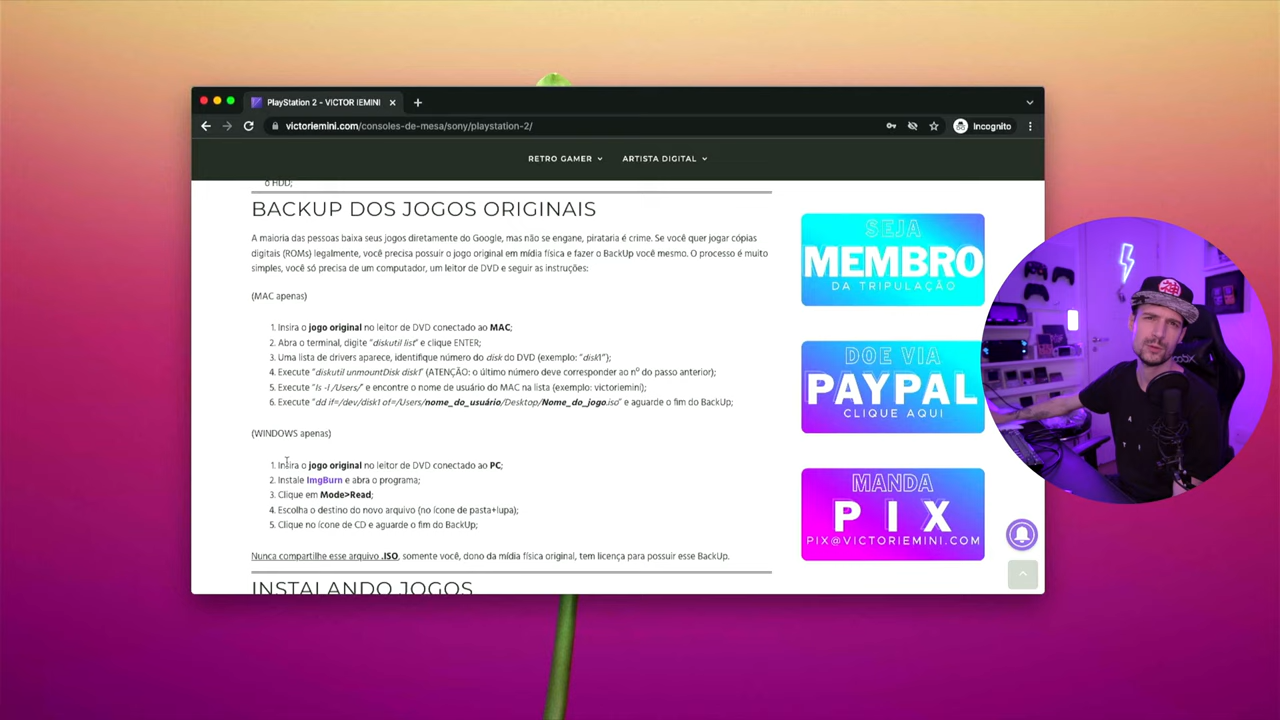 PlayStation 2 - VICTOR IEMINI
victoriemini.com/consoles-de-mesa/sony/playstation-2/
Incognito
RETRO GAMER
ARTISTA DIGITAL
o HDD;
BACKUP DOS JOGOS ORIGINAIS
A maioria das pessoas baixa seus jogos diretamente do Google, mas não se engane, pirataria é crime. Se você quer jogar cópias
digitais (ROMs) legalmente, você precisa possuir o jogo original em mídia física e fazer o BackUp você mesmo. O processo é muito
simples, você só precisa de um computador, um leitor de DVD e seguir as instruções:
(MAC apenas)
1. Insira o jogo original no leitor de DVD conectado ao MAC;
2. Abra o terminal, digite "diskutil list" e clique ENTER;
3. Uma lista de drivers aparece, identifique número do disk do DVD (exemplo: "disk1");
4. Execute "diskutil unmountDisk disk1" (ATENÇÃO: o último número deve corresponder ao nº do passo anterior);
5. Execute "ls -l /Users/" e encontre o nome de usuário do MAC na lista (exemplo: victoriemini);
6. Execute "dd if=/dev/disk1 of=/Users/nome_do_usuário/Desktop/Nome_do_jogo.iso" e aguarde o fim do BackUp;
(WINDOWS apenas)
1. Insira o jogo original no leitor de DVD conectado ao PC;
2. Instale ImgBurn e abra o programa;
3. Clique em Mode>Read;
4. Escolha o destino do novo arquivo (no ícone de pasta+lupa);
5. Clique no ícone de CD e aguarde o fim do BackUp;
Nunca compartilhe esse arquivo .ISO, somente você, dono da mídia física original, tem licença para possuir esse BackUp.
INSTALANDO JOGOS
SEJA
MEMBRO
DA TRIPULAÇÃO
DOE VIA
PAYPAL
CLIQUE AQUI
MANDA
PIX
PIX@VICTORIEMINI.COM